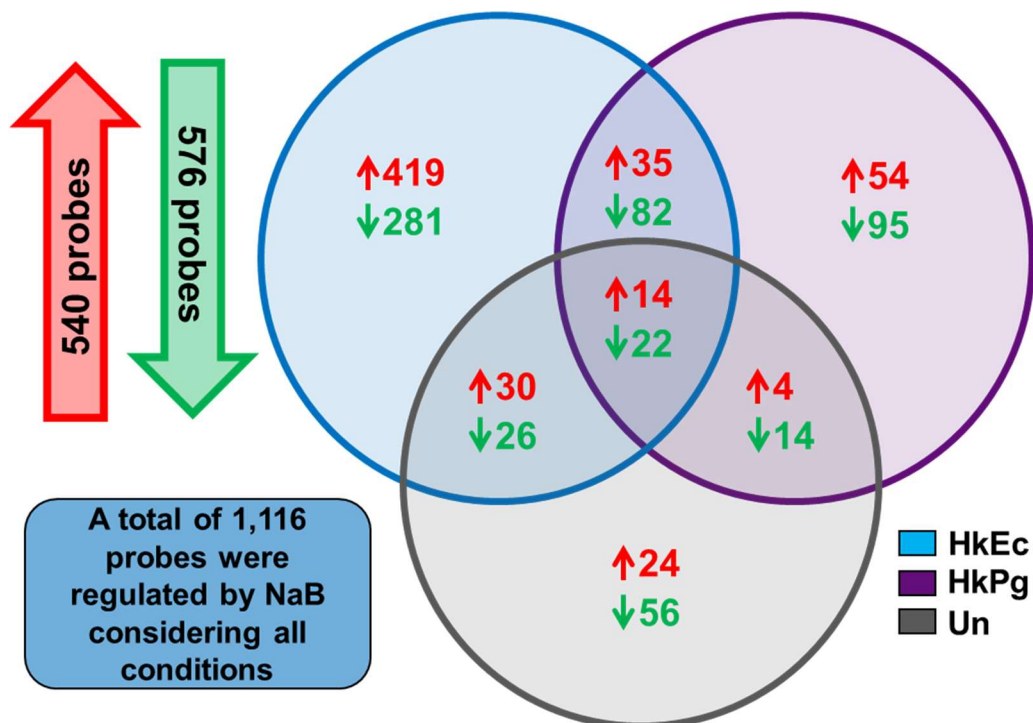 540 probes
576 probes
↑419
↓281
↑35
↓82
↑54
↓95
↑14
↓22
↑30
↓26
↑4
↓14
↑24
↓56
A total of 1,116
probes were
regulated by NaB
considering all
conditions
HkEc
HkPg
Un